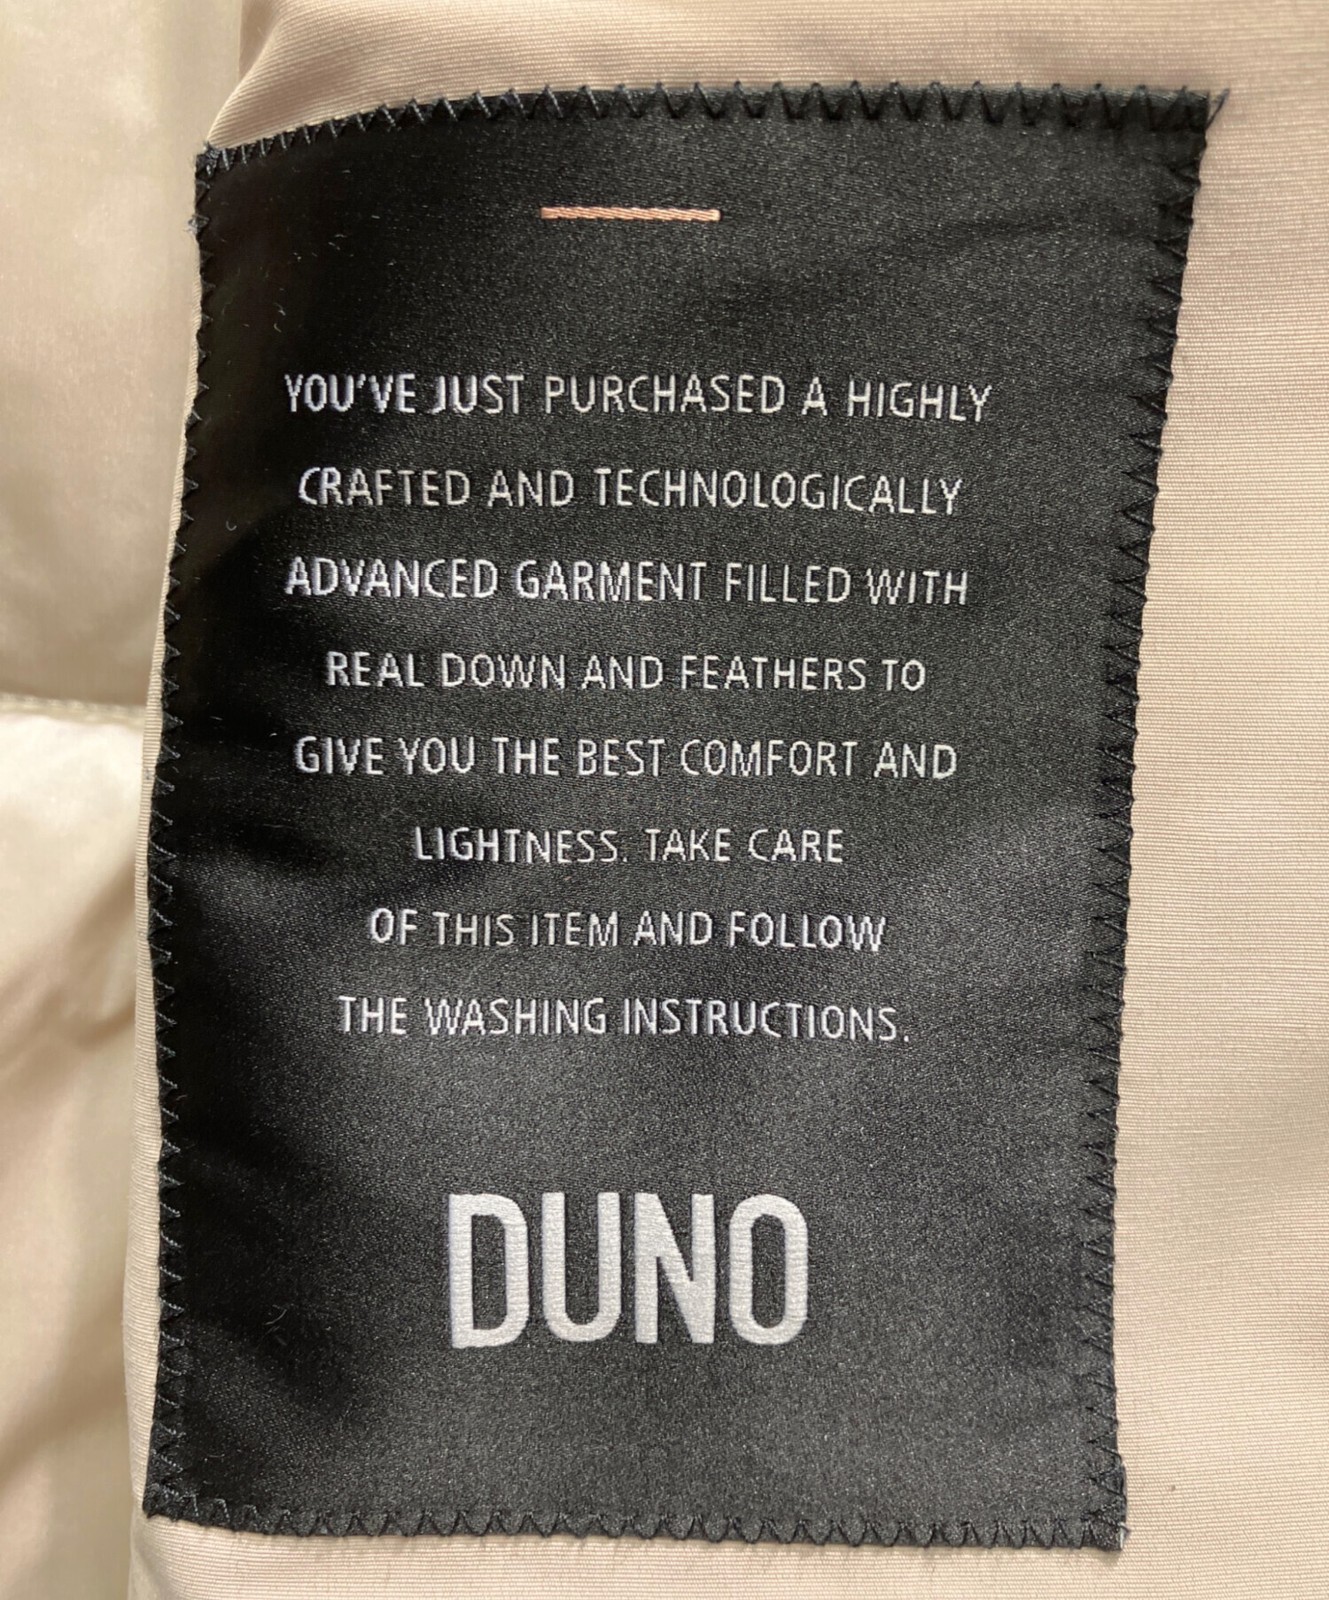 YOU'VE JUST PURCHASED A HIGHLY
CRAFTED AND TECHNOLOGICALLY
ADVANCED GARMENT FILLED WITH
REAL DOWN AND FEATHERS TO
GIVE YOU THE BEST COMFORT AND
LIGHTNESS. TAKE CARE
OF THIS ITEM AND FOLLOW
THE WASHING INSTRUCTIONS.
DUNO